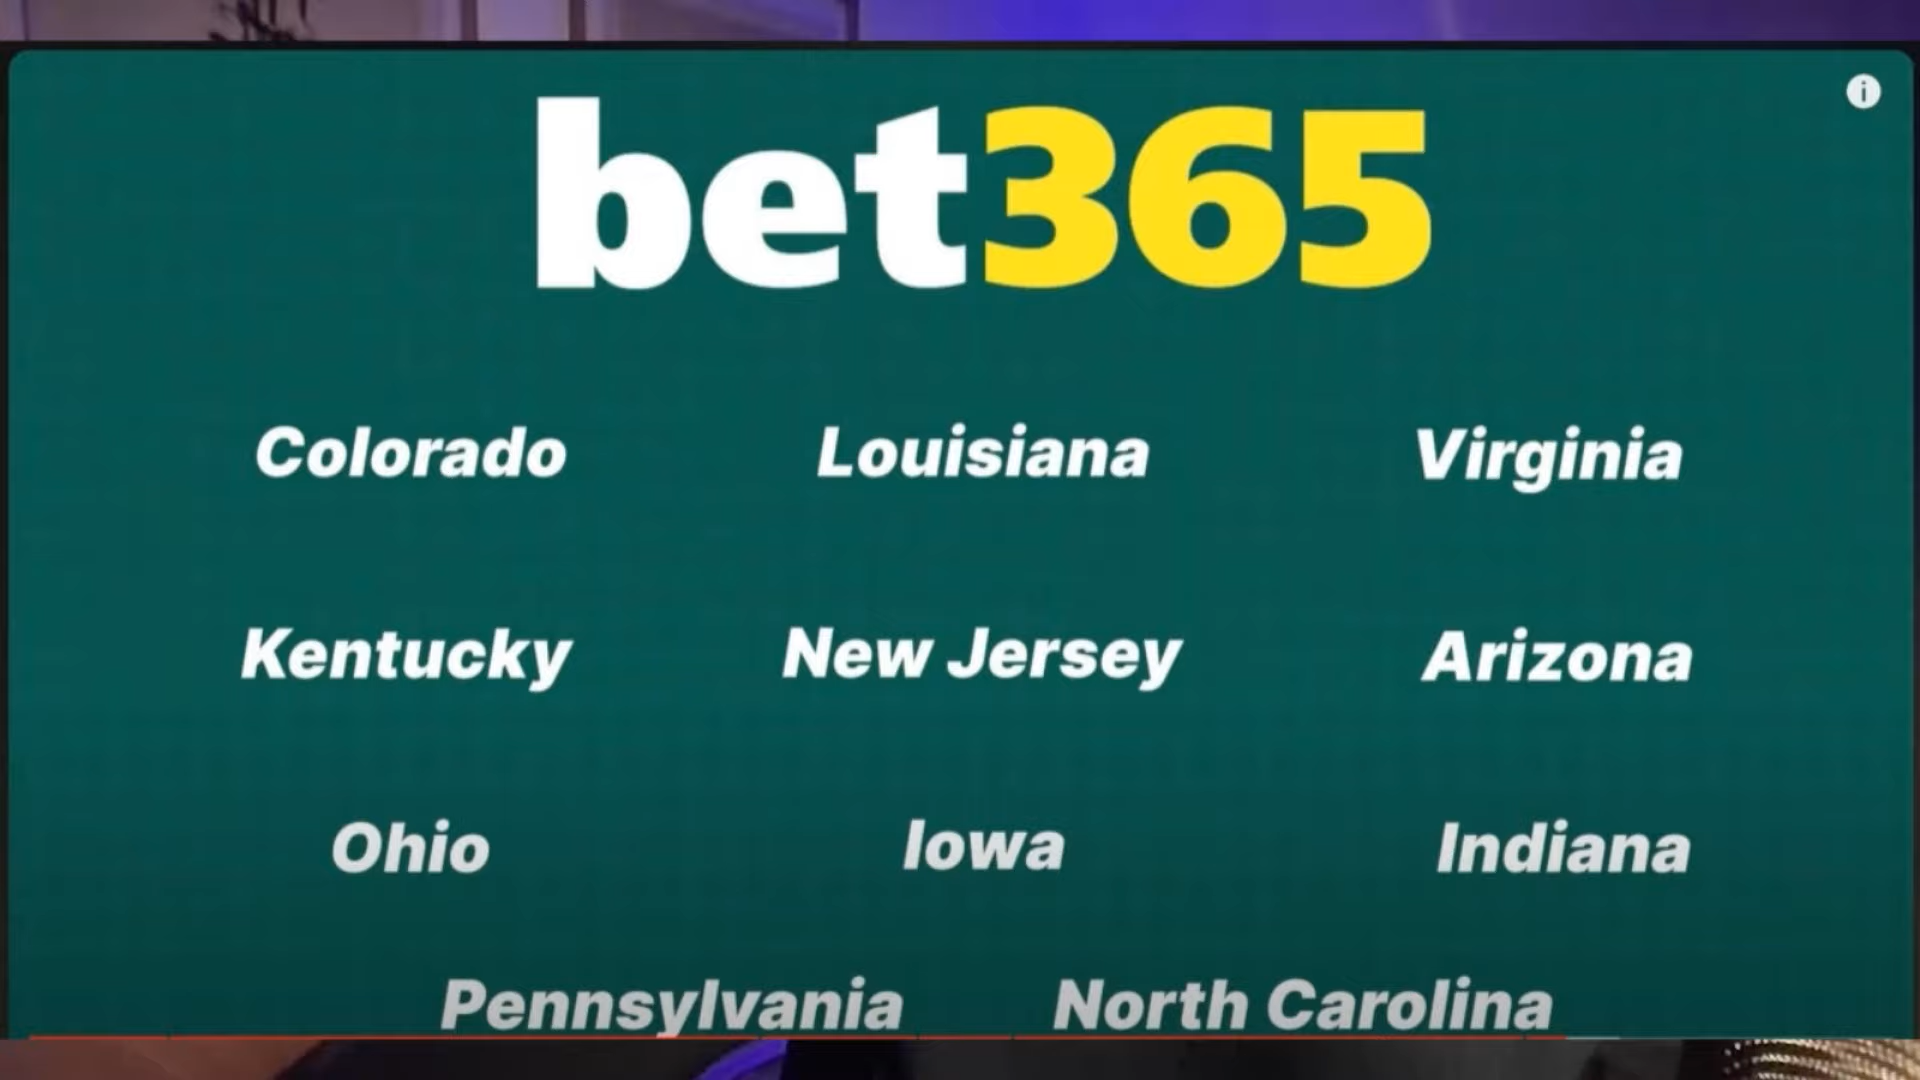 bet365
Colorado Louisiana Virginia
Kentucky New Jersey Arizona
Ohio Iowa Indiana
Pennsylvania North Carolina